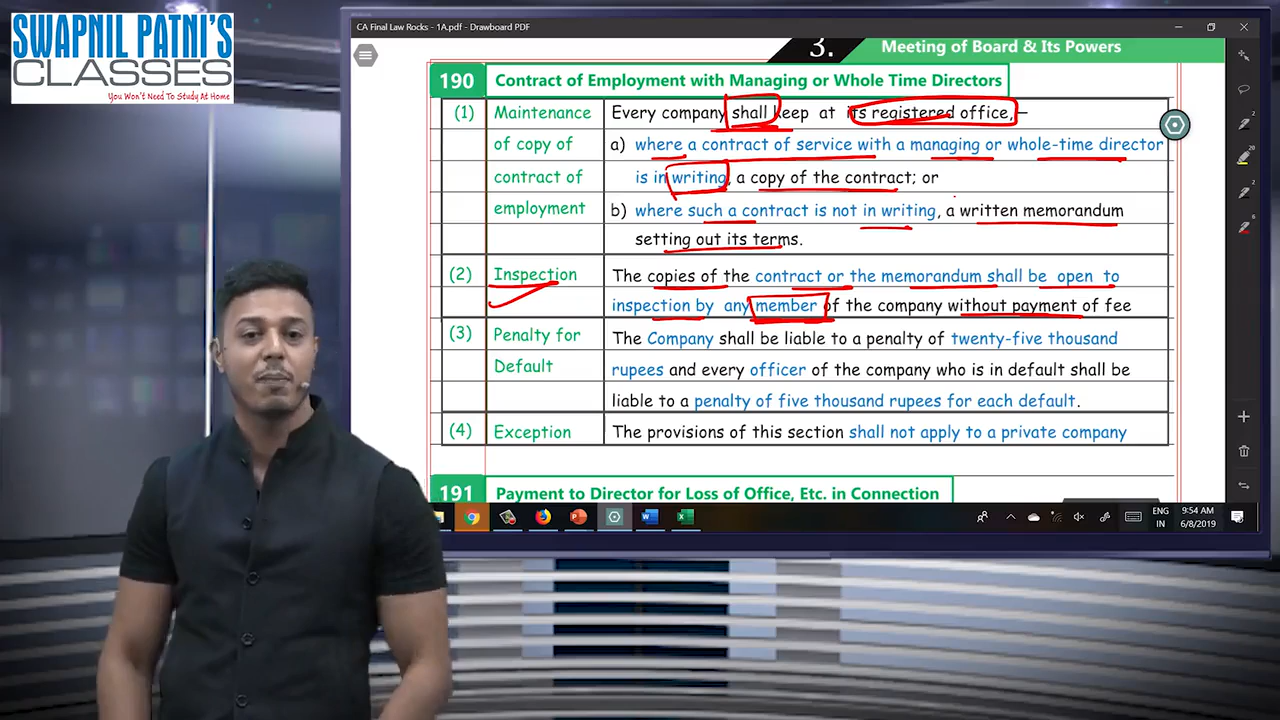 SWAPNIL PATNI'S
CLASSES
You Won't Need To Study At Home
CA Final Law Rocks - 1A.pdf - Drawboard PDF
3. Meeting of Board & Its Powers
190 Contract of Employment with Managing or Whole Time Directors
(1) Maintenance Every company shall keep at its registered office,–
of copy of a) where a contract of service with a managing or whole-time director
contract of is in writing, a copy of the contract; or
employment b) where such a contract is not in writing, a written memorandum
setting out its terms.
(2) Inspection The copies of the contract or the memorandum shall be open to
inspection by any member of the company without payment of fee
(3) Penalty for The Company shall be liable to a penalty of twenty-five thousand
Default rupees and every officer of the company who is in default shall be
liable to a penalty of five thousand rupees for each default.
(4) Exception The provisions of this section shall not apply to a private company
191 Payment to Director for Loss of Office, Etc. in Connection
ENG 9:54 AM
IN 6/8/2019